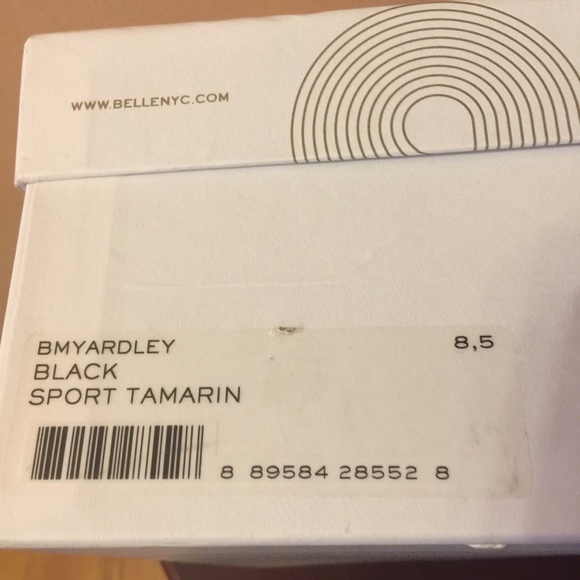 WWW.BELLENYC.COM
BMYARDLEY 8,5
BLACK
SPORT TAMARIN
8 89584 28552 8